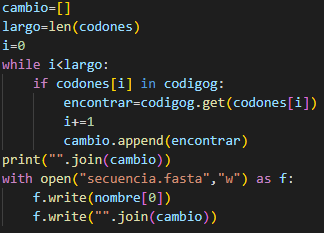 cambio=[]
largo=len(codones)
i=0
while i<largo:
    if codones[i] in codigog:
        encontrar=codigog.get(codones[i])
        i+=1
        cambio.append(encontrar)
print("".join(cambio))
with open("secuencia.fasta","w") as f:
    f.write(nombre[0])
    f.write("".join(cambio))